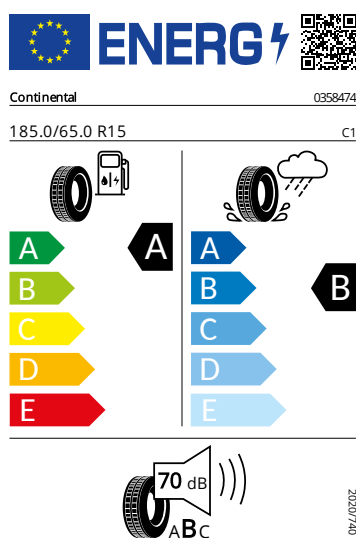 ENERG
Continental 0358474
185.0/65.0 R15 C1
A A A
B B B
C C
D D
E E
70 dB
ABC
2020/740